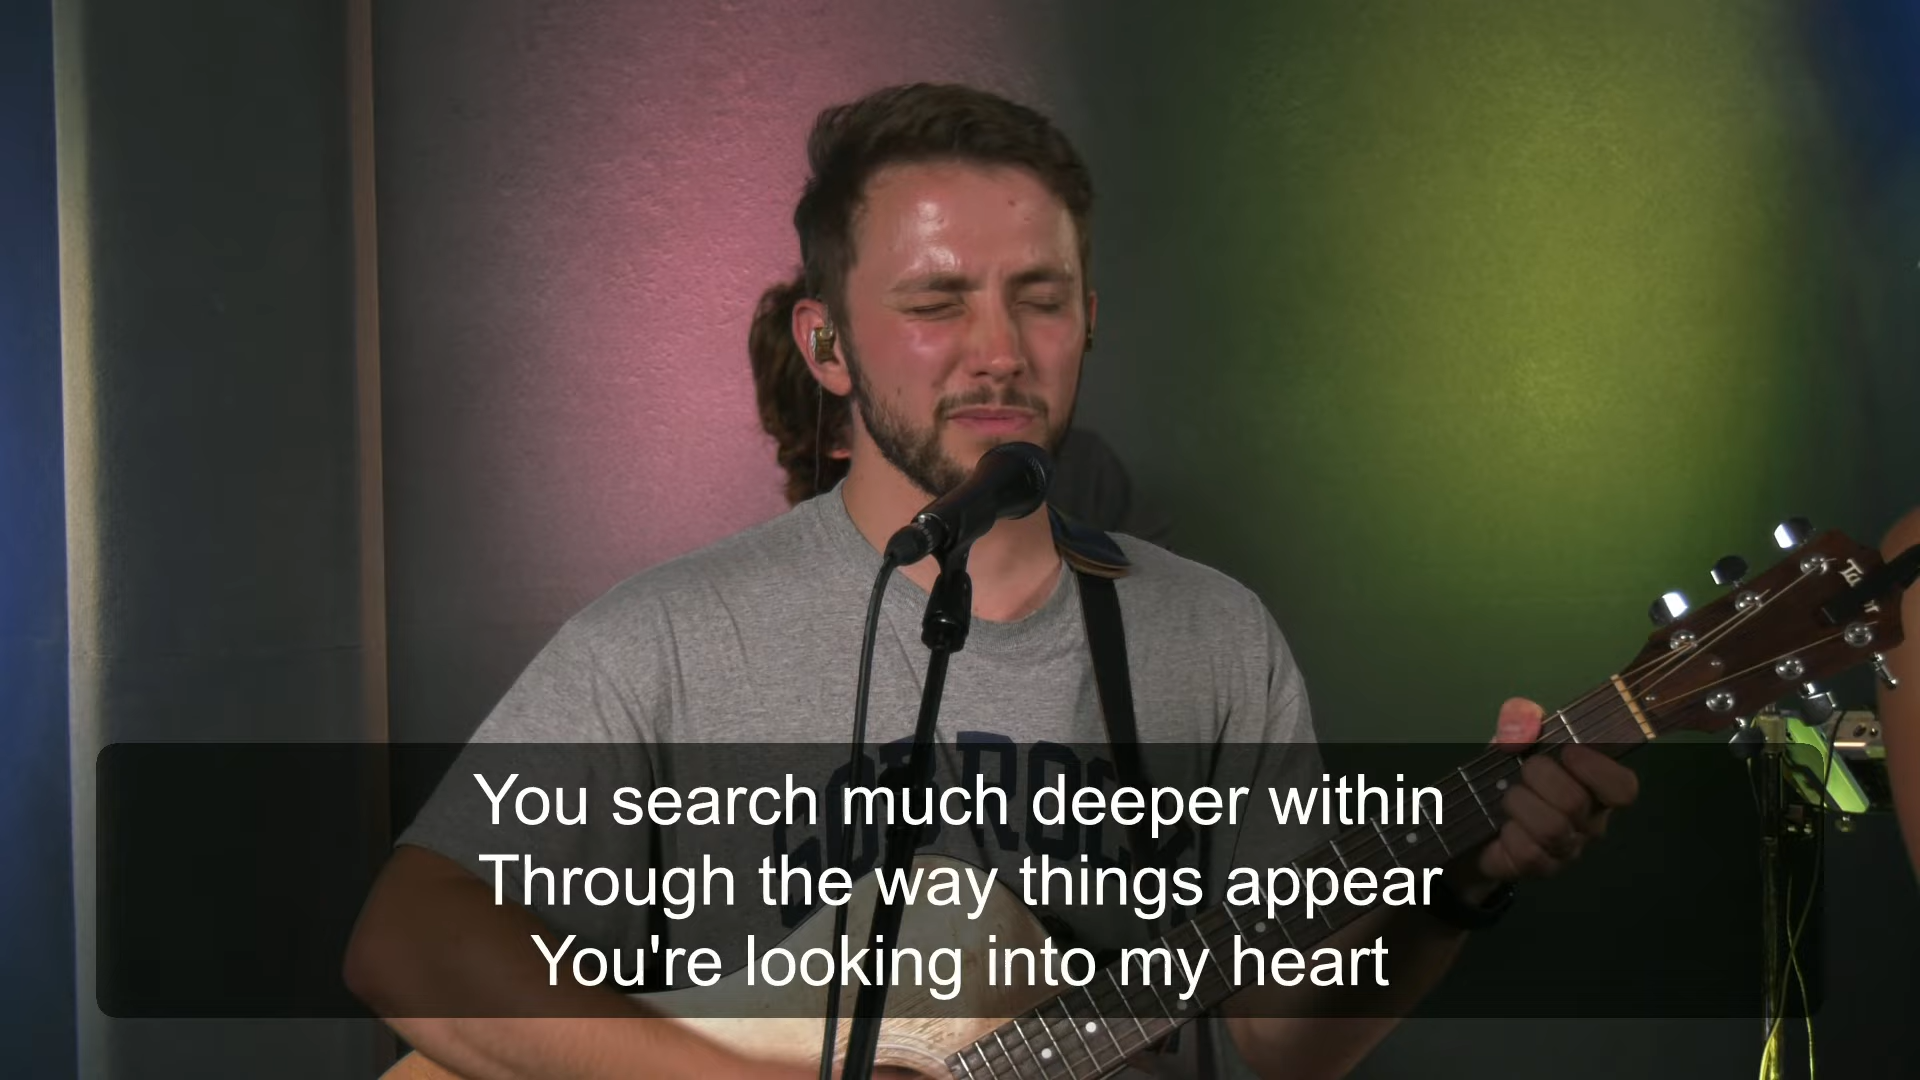 You search much deeper within
Through the way things appear
You're looking into my heart